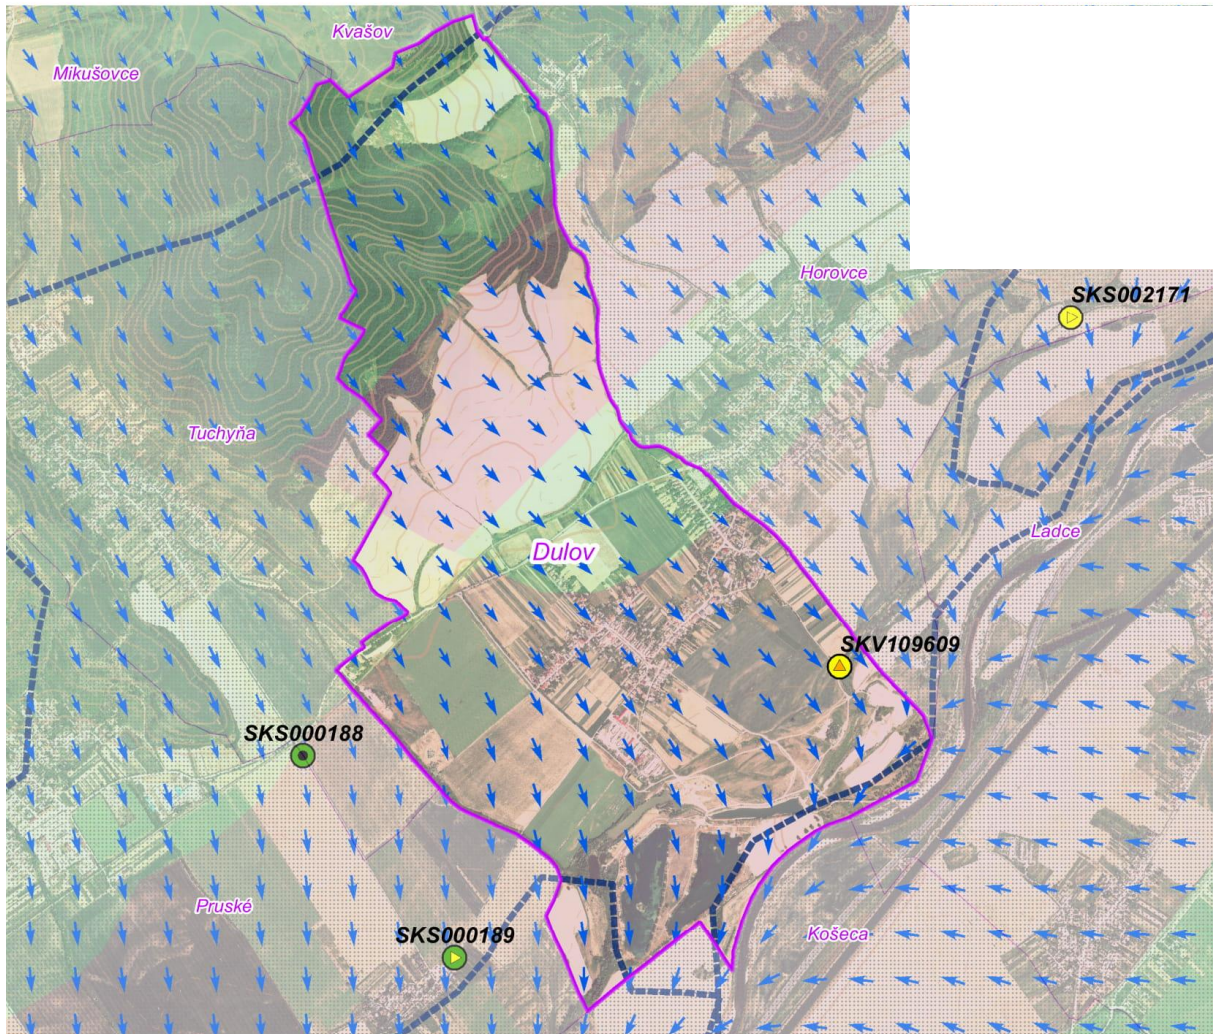 Kvašov
Mikušovce
Horovce
SKS002171
Tuchyňa
Ladce
Dulov
SKV109609
SKS000188
Pruské
SKS000189
Košeca